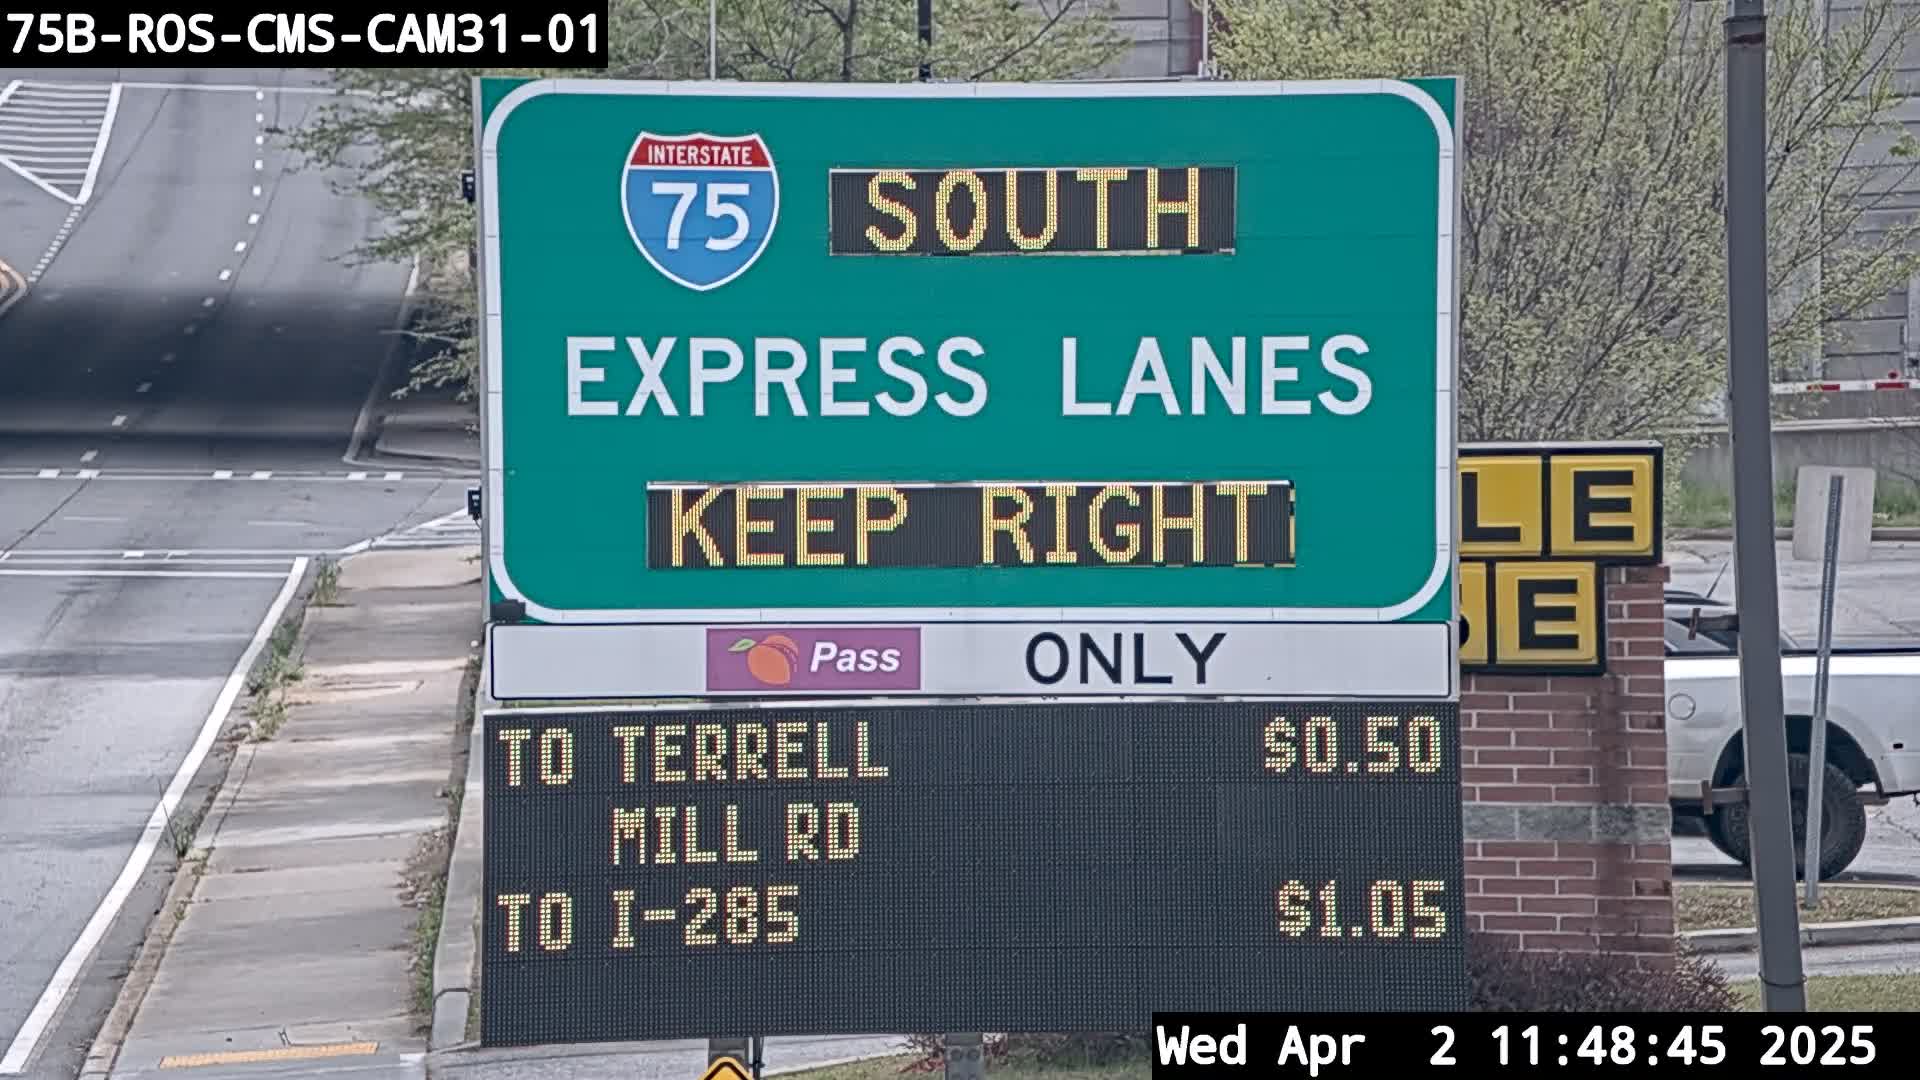 75B-ROS-CMS-CAM31-01
INTERSTATE
75
SOUTH
EXPRESS LANES
KEEP RIGHT
Pass ONLY
TO TERRELL $0.50
MILL RD
TO I-285 $1.05
LE
E
Wed Apr 2 11:48:45 2025